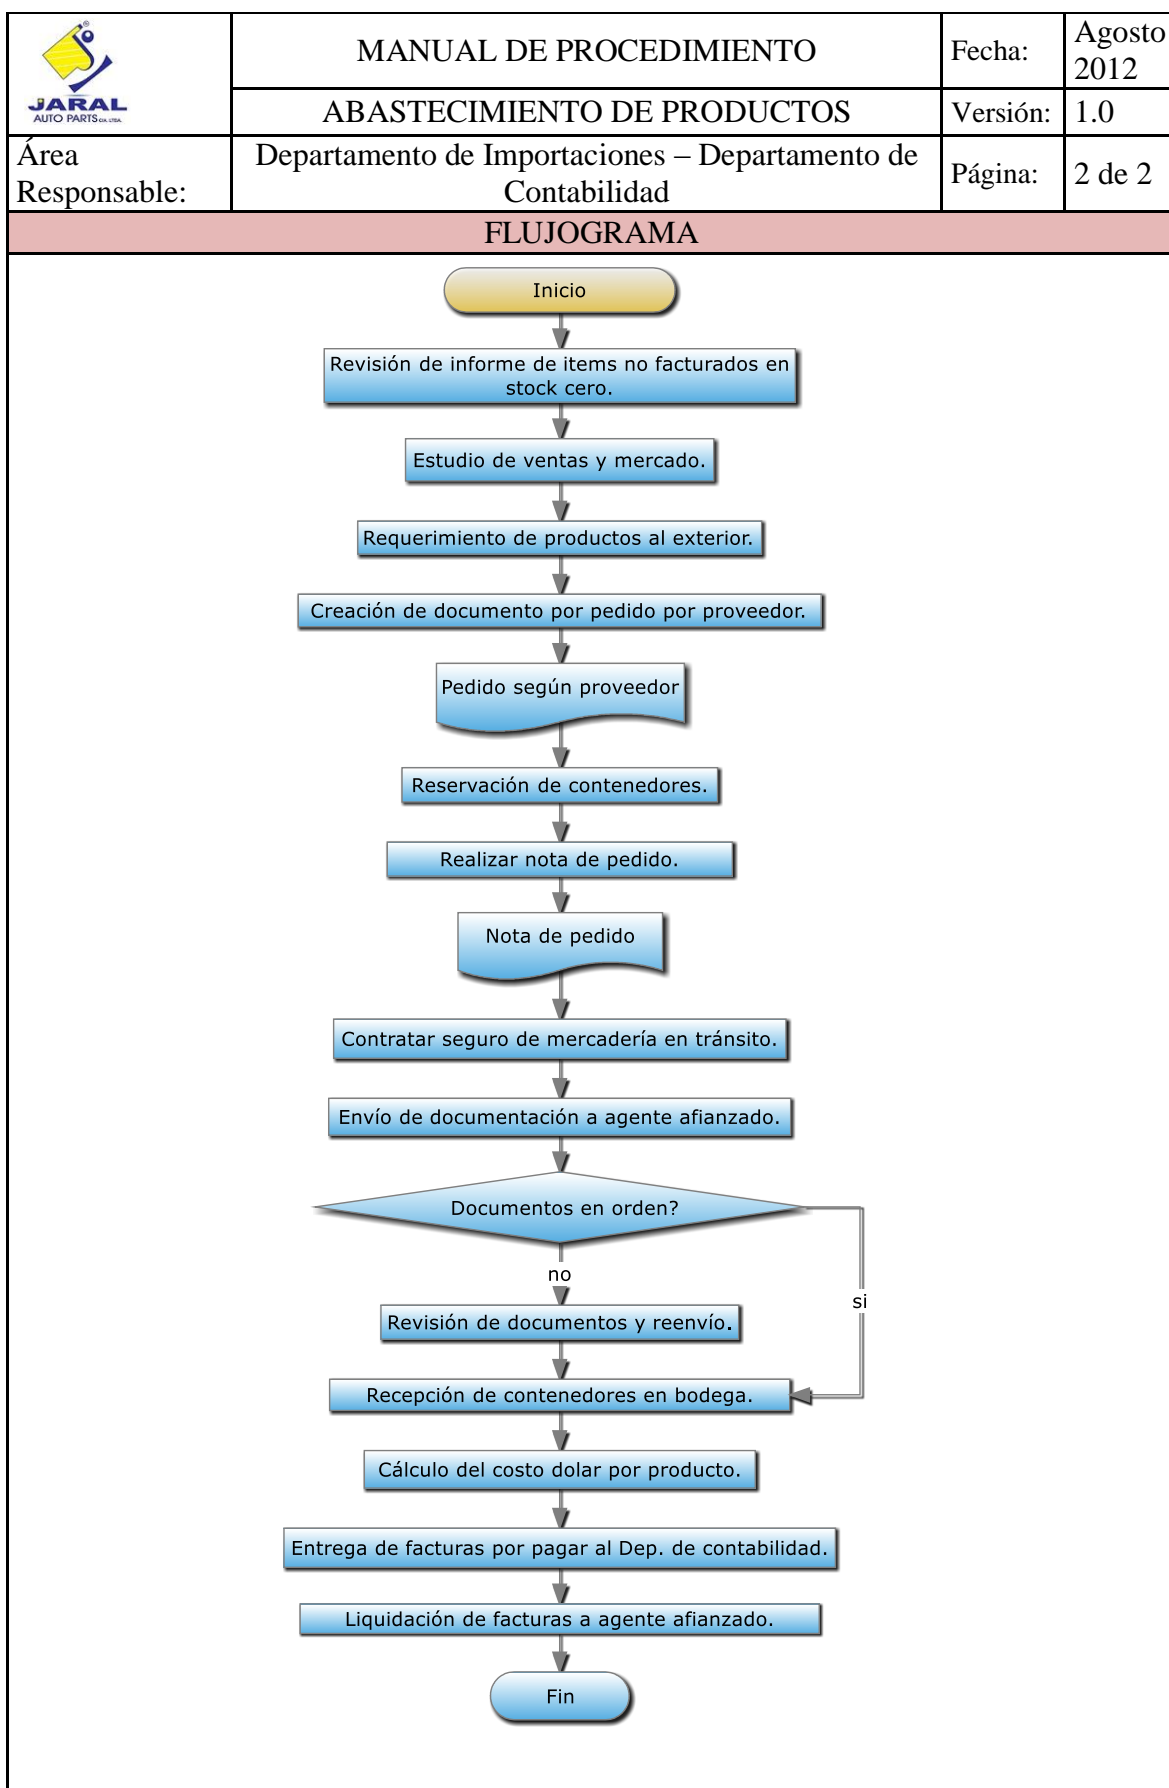 JARAL
AUTO PARTS CIA. LTDA.
MANUAL DE PROCEDIMIENTO
Fecha:
Agosto
2012
ABASTECIMIENTO DE PRODUCTOS
Versión:
1.0
Área
Responsable:
Departamento de Importaciones – Departamento de
Contabilidad
Página:
2 de 2
FLUJOGRAMA
Inicio
Revisión de informe de items no facturados en
stock cero.
Estudio de ventas y mercado.
Requerimiento de productos al exterior.
Creación de documento por pedido por proveedor.
Pedido según proveedor
Reservación de contenedores.
Realizar nota de pedido.
Nota de pedido
Contratar seguro de mercadería en tránsito.
Envío de documentación a agente afianzado.
Documentos en orden?
no
si
Revisión de documentos y reenvío.
Recepción de contenedores en bodega.
Cálculo del costo dolar por producto.
Entrega de facturas por pagar al Dep. de contabilidad.
Liquidación de facturas a agente afianzado.
Fin